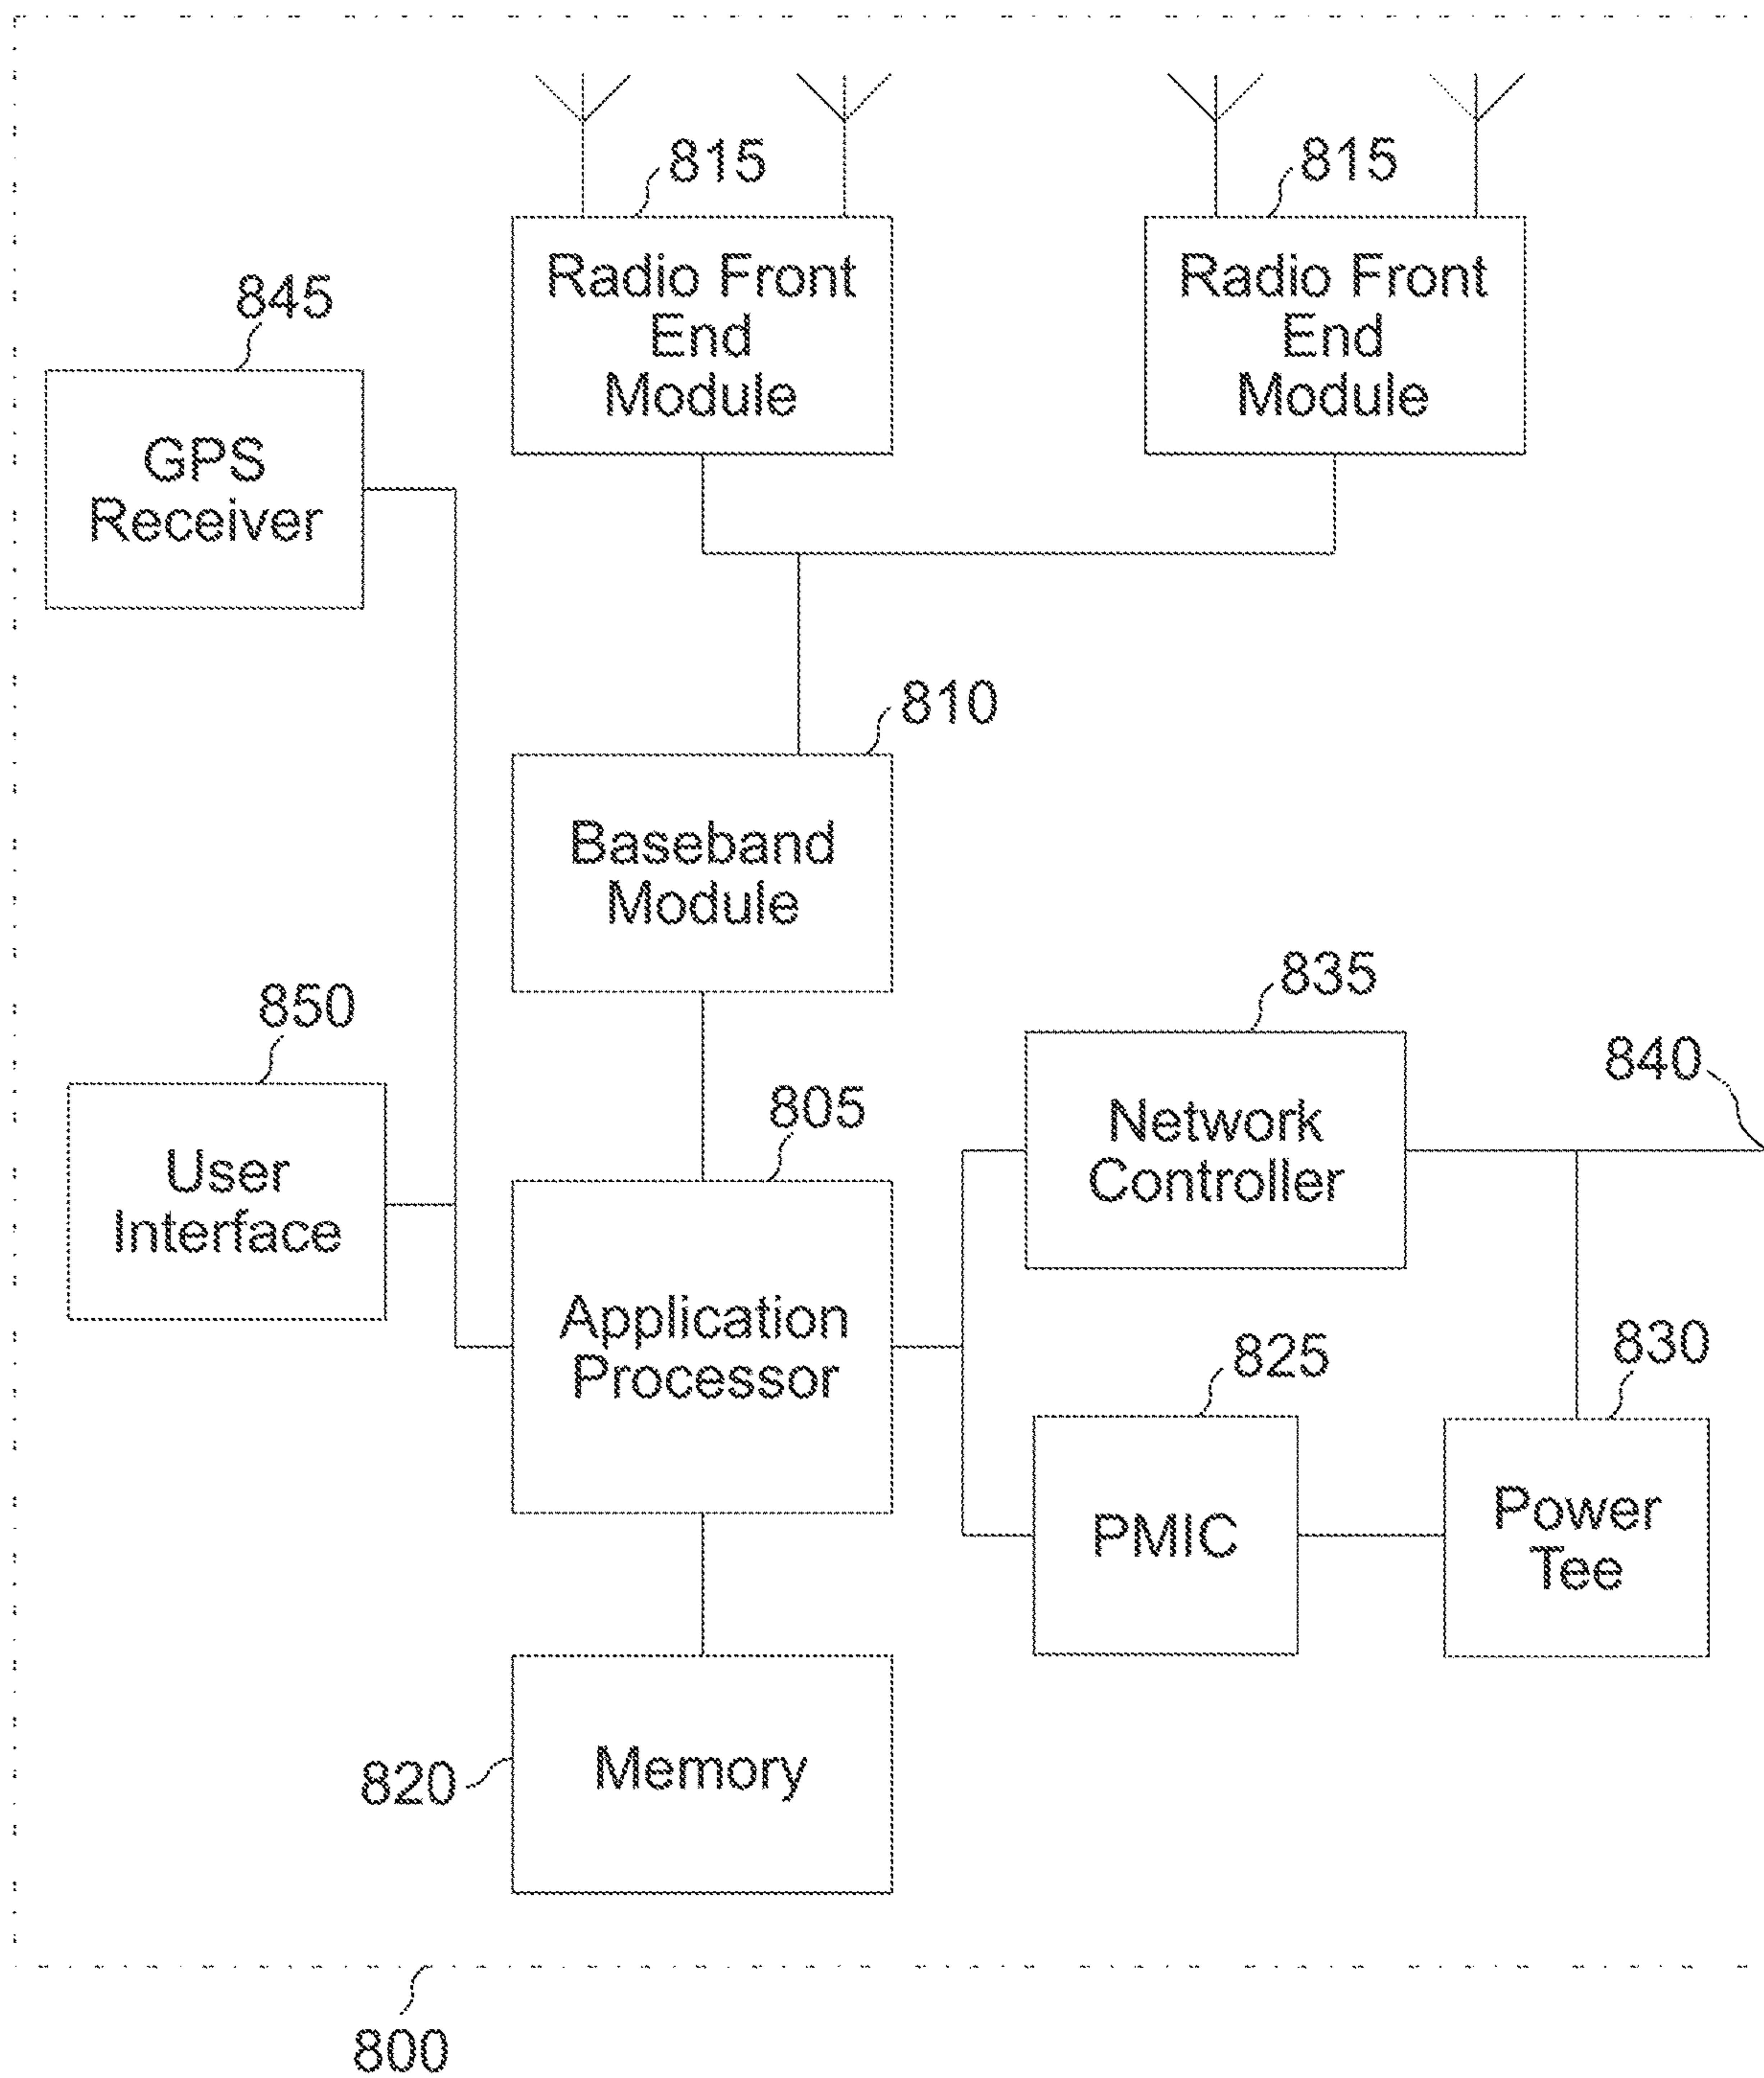 815
815
Radio Front
End
Module
Radio Front
End
Module
845
GPS
Receiver
810
Baseband
Module
835
840
850
User
Interface
805
Network
Controller
Application
Processor
825
830
PMIC
Power
Tee
820
Memory
800